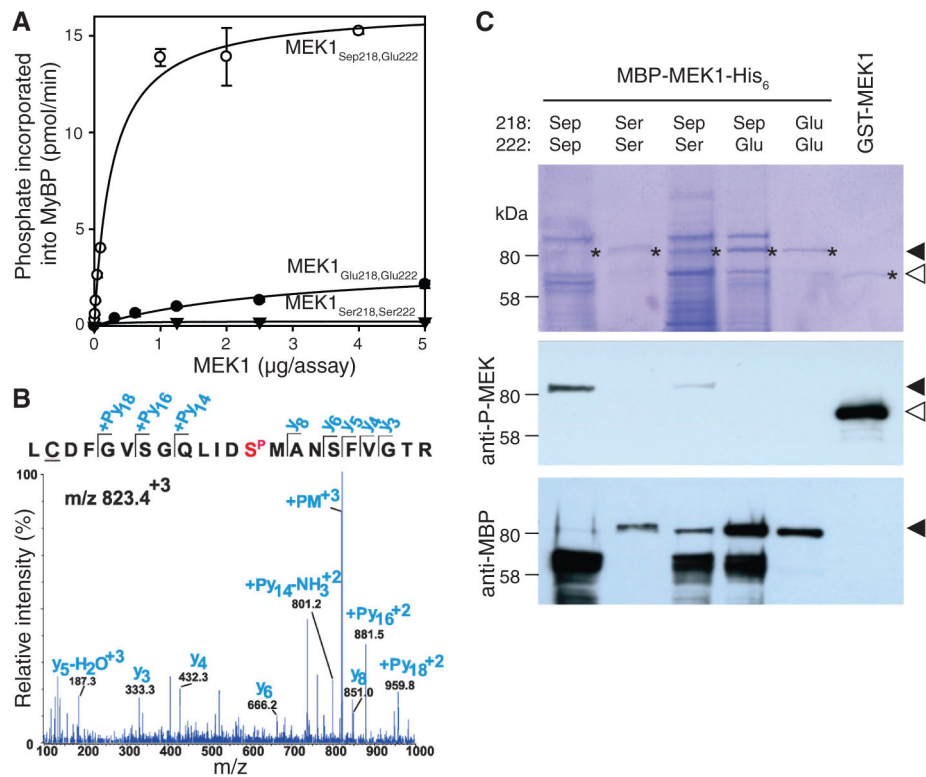 A
Phosphate incorporated
into MyBP (pmol/min)
15
10
5
0
MEK1Sep218,Glu222
MEK1Glu218,Glu222
MEK1Ser218,Ser222
0 1 2 3 4 5
MEK1 (µg/assay)
B
+Py18 +Py16 +Py14 y8 y6 y5 y4 y3
L C D F G V S G Q L I D SP M A N S F V G T R
Relative intensity (%)
100
50
0
m/z 823.4+3
+PM+3
+Py14-NH3+2
801.2
+Py16+2
881.5
y5-H2O+3
187.3
y3
333.3
y4
432.3
y6
666.2
y8
851.0
+Py18+2
959.8
100 200 300 400 500 600 700 800 900 1000
m/z
C
MBP-MEK1-His6
GST-MEK1
218: Sep Ser Sep Sep Glu
222: Sep Ser Ser Glu Glu
kDa
80
58
* * * * * *
anti-P-MEK
80
58
anti-MBP
80
58